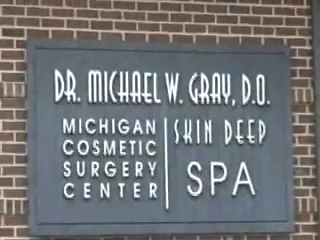 DR. MICHAEL W. GRAY, D.O.
MICHIGAN
COSMETIC
SURGERY
CENTER
SKIN DEEP
SPA